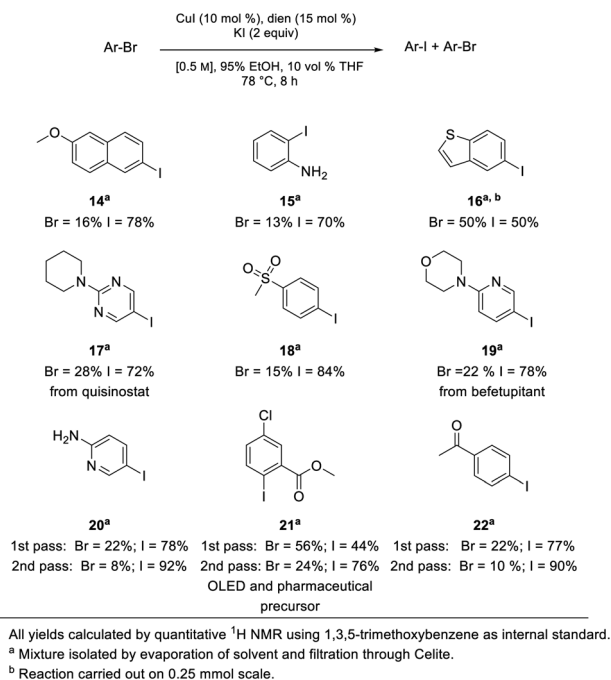 CuI (10 mol %), dien (15 mol %)
KI (2 equiv)
Ar-Br
Ar-I + Ar-Br
[0.5 M], 95% EtOH, 10 vol % THF
78 °C, 8 h
O
I
14ᵃ
Br = 16% I = 78%
I
NH₂
15ᵃ
Br = 13% I = 70%
S
I
16ᵃ˒ ᵇ
Br = 50% I = 50%
N
N
N
I
17ᵃ
Br = 28% I = 72%
from quisinostat
O
O
S
I
18ᵃ
Br = 15% I = 84%
O
N
N
I
19ᵃ
Br =22 % I = 78%
from befetupitant
H₂N
N
I
20ᵃ
1st pass: Br = 22%; I = 78%
2nd pass: Br = 8%; I = 92%
Cl
O
I
O
21ᵃ
1st pass: Br = 56%; I = 44%
2nd pass: Br = 24%; I = 76%
OLED and pharmaceutical
precursor
O
I
22ᵃ
1st pass: Br = 22%; I = 77%
2nd pass: Br = 10 %; I = 90%
All yields calculated by quantitative ¹H NMR using 1,3,5-trimethoxybenzene as internal standard.
ᵃ Mixture isolated by evaporation of solvent and filtration through Celite.
ᵇ Reaction carried out on 0.25 mmol scale.